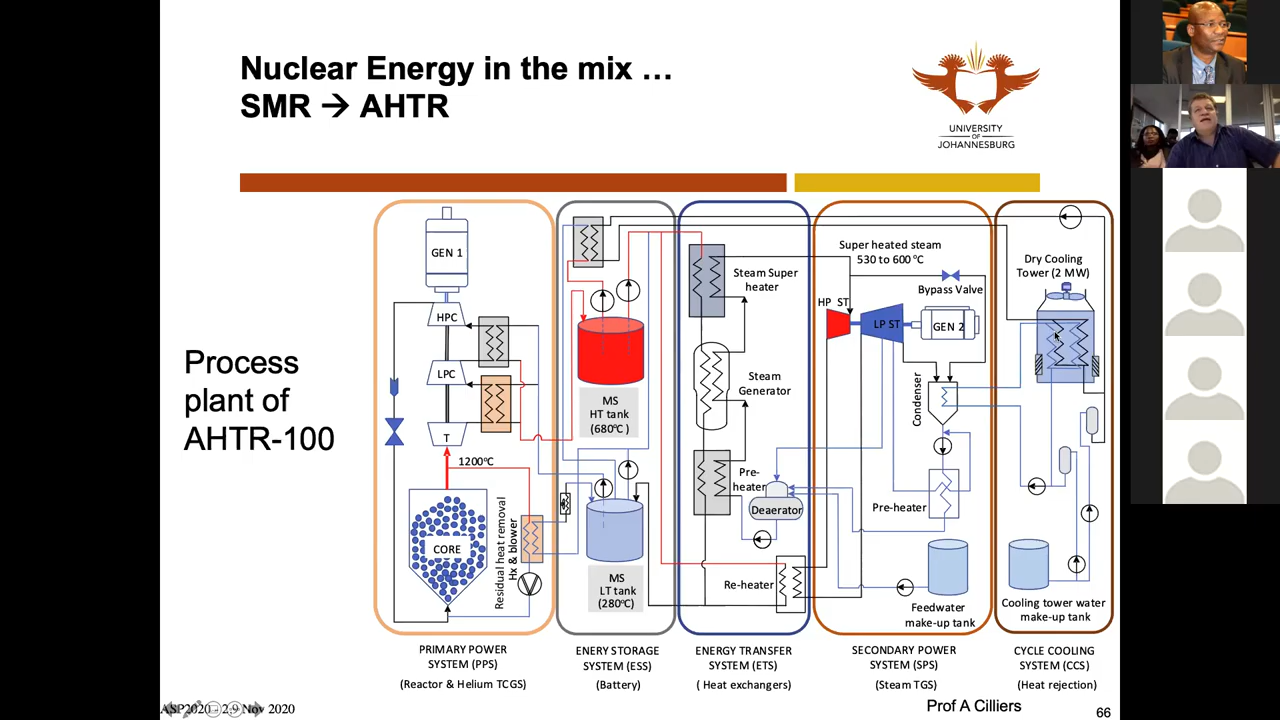 Nuclear Energy in the mix …
SMR → AHTR
UNIVERSITY
OF
JOHANNESBURG
Process
plant of
AHTR-100
GEN 1
HPC
LPC
T
1200°C
CORE
Residual heat removal
Hx & blower
MS
HT tank
(680°C )
MS
LT tank
(280°C)
Steam Super
heater
Steam
Generator
Pre-
heater
Deaerator
Re-heater
Super heated steam
530 to 600 °C
Bypass Valve
HP ST
LP ST
GEN 2
Condenser
Pre-heater
Feedwater
make-up tank
Dry Cooling
Tower (2 MW)
Cooling tower water
make-up tank
PRIMARY POWER
SYSTEM (PPS)
(Reactor & Helium TCGS)
ENERY STORAGE
SYSTEM (ESS)
(Battery)
ENERGY TRANSFER
SYSTEM (ETS)
( Heat exchangers)
SECONDARY POWER
SYSTEM (SPS)
(Steam TGS)
CYCLE COOLING
SYSTEM (CCS)
(Heat rejection)
ASP2020 - 2.9 Nov 2020
Prof A Cilliers
66